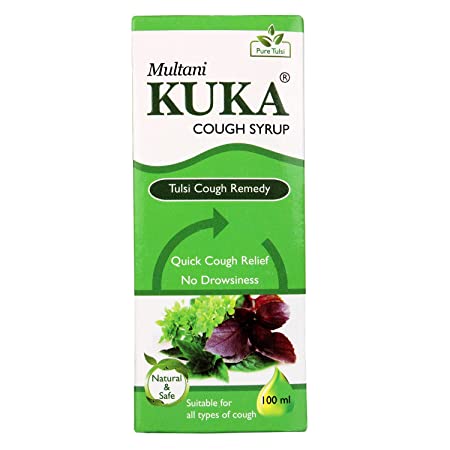 Pure Tulsi
Multani
KUKA®
COUGH SYRUP
Tulsi Cough Remedy
Quick Cough Relief
No Drowsiness
Natural
&
Safe
Suitable for
all types of cough
100 ml